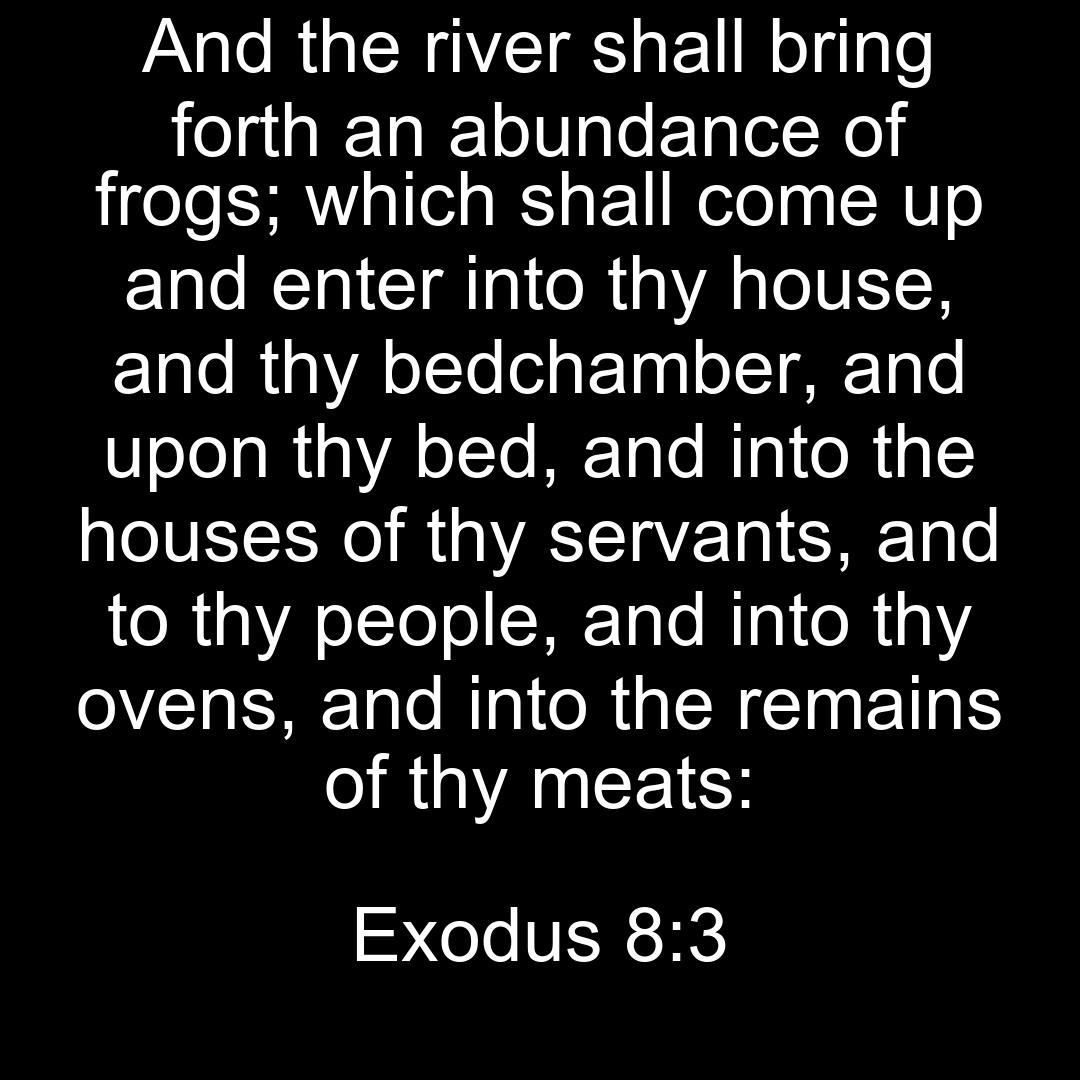 And the river shall bring
forth an abundance of
frogs; which shall come up
and enter into thy house,
and thy bedchamber, and
upon thy bed, and into the
houses of thy servants, and
to thy people, and into thy
ovens, and into the remains
of thy meats:
Exodus 8:3